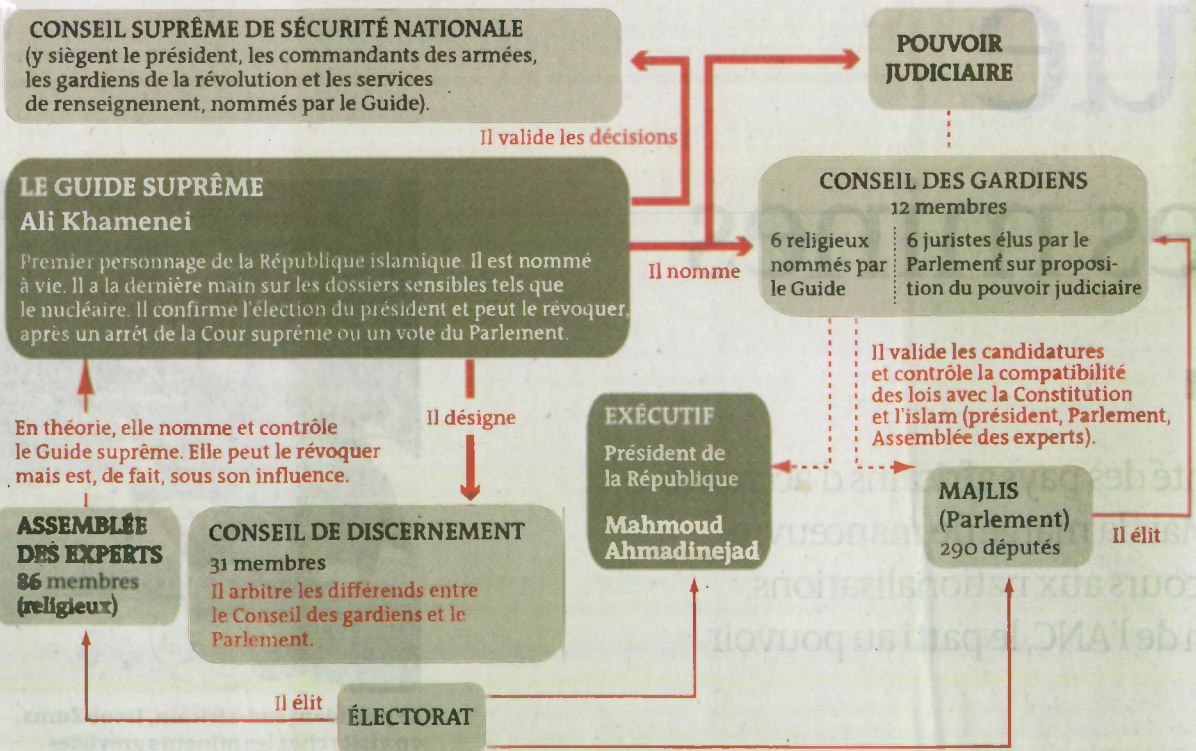 CONSEIL SUPRÊME DE SÉCURITÉ NATIONALE
(y siègent le président, les commandants des armées,
les gardiens de la révolution et les services
de renseignement, nommés par le Guide).
POUVOIR
JUDICIAIRE
Il valide les décisions
LE GUIDE SUPRÊME
Ali Khamenei
Premier personnage de la République islamique. Il est nommé
à vie. Il a la dernière main sur les dossiers sensibles tels que
le nucléaire. Il confirme l'élection du président et peut le révoquer,
après un arrêt de la Cour suprême ou un vote du Parlement.
Il nomme
CONSEIL DES GARDIENS
12 membres
6 religieux
nommés par
le Guide
6 juristes élus par le
Parlement sur proposi-
tion du pouvoir judiciaire
Il valide les candidatures
et contrôle la compatibilité
des lois avec la Constitution
et l'islam (président, Parlement,
Assemblée des experts).
En théorie, elle nomme et contrôle
le Guide suprême. Elle peut le révoquer
mais est, de fait, sous son influence.
Il désigne
EXÉCUTIF
Président de
la République
Mahmoud
Ahmadinejad
MAJLIS
(Parlement)
290 députés
Il élit
ASSEMBLÉE
DES EXPERTS
86 membres
(religieux)
CONSEIL DE DISCERNEMENT
31 membres
Il arbitre les différends entre
le Conseil des gardiens et le
Parlement.
Il élit
ÉLECTORAT